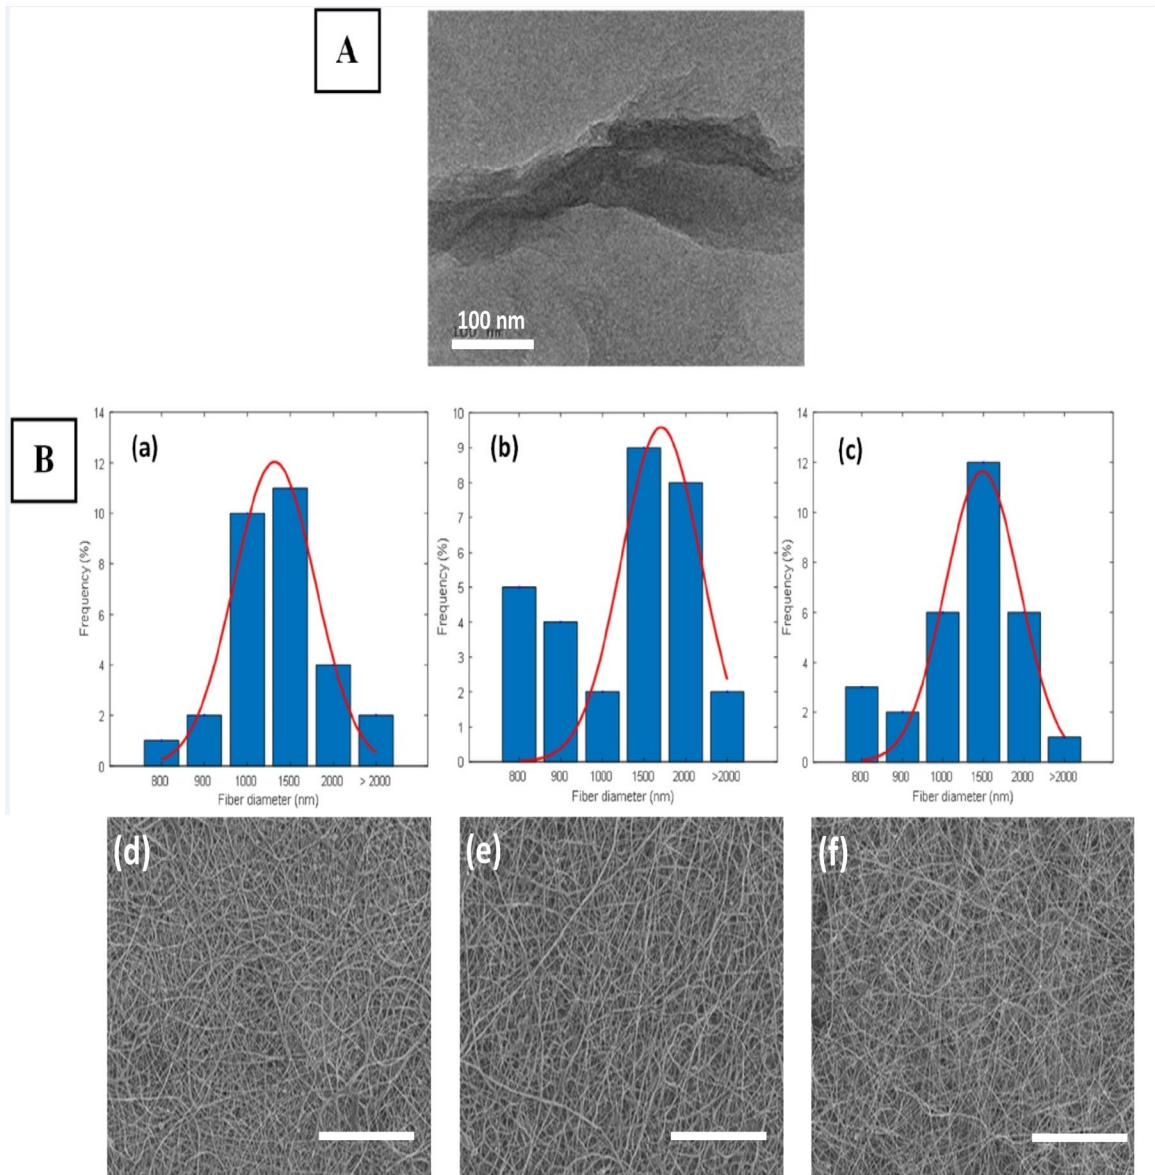 A
100 nm
100 nm
B
(a)
14
12
10
8
6
4
2
0
Frequency (%)
800 900 1000 1500 2000 > 2000
Fiber diameter (nm)
(b)
10
9
8
7
6
5
4
3
2
1
0
Frequency (%)
800 900 1000 1500 2000 >2000
Fiber diameter (nm)
(c)
14
12
10
8
6
4
2
0
Frequency (%)
800 900 1000 1500 2000 >2000
Fiber diameter (nm)
(d)
(e)
(f)